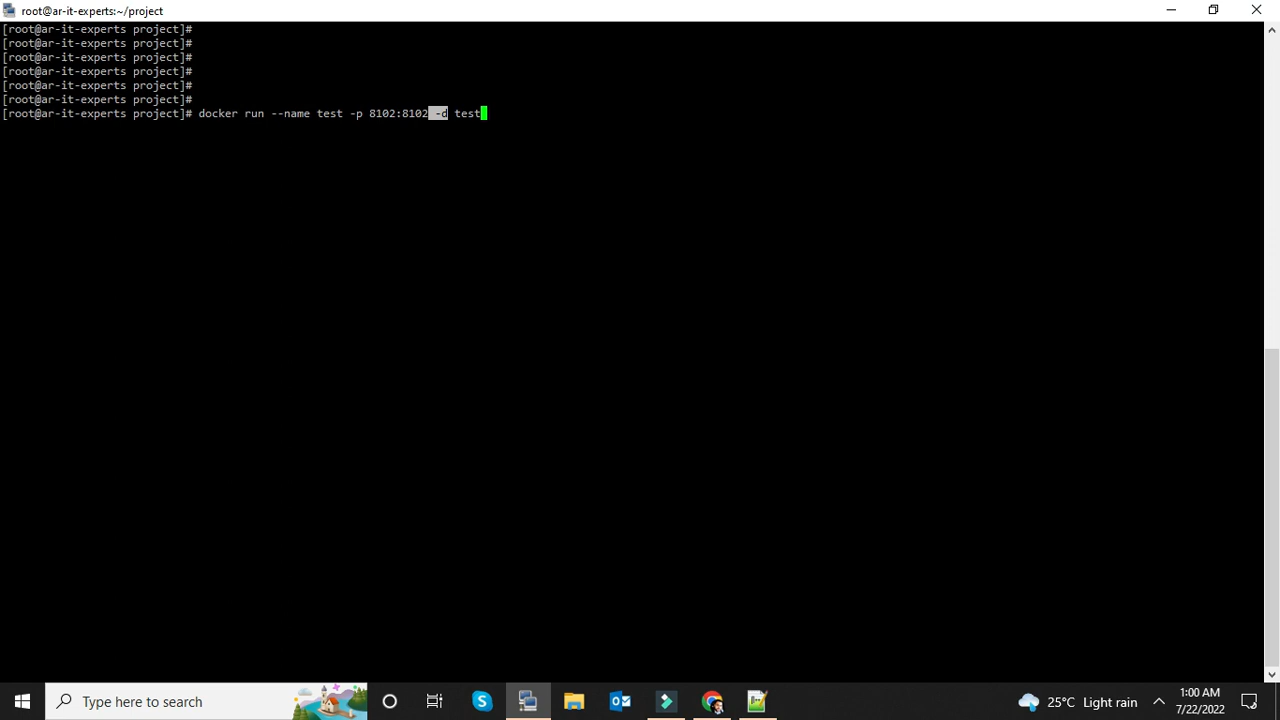 root@ar-it-experts:~/project
[root@ar-it-experts project]#
[root@ar-it-experts project]#
[root@ar-it-experts project]#
[root@ar-it-experts project]#
[root@ar-it-experts project]#
[root@ar-it-experts project]#
[root@ar-it-experts project]# docker run --name test -p 8102:8102 -d test
Type here to search
25°C Light rain
1:00 AM
7/22/2022